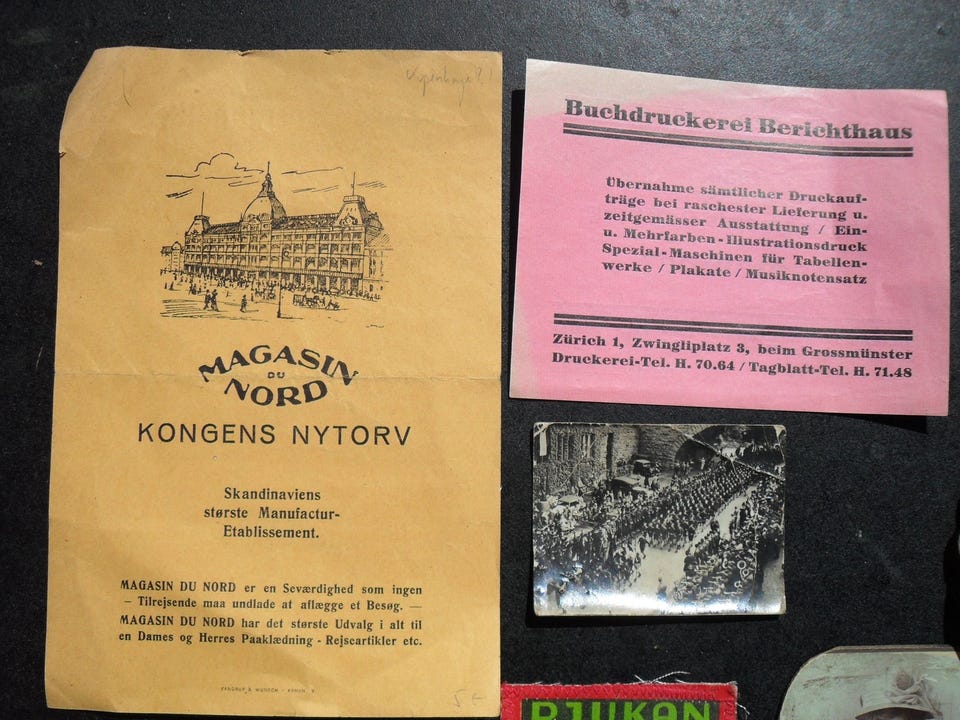 MAGASIN
DU
NORD
KONGENS NYTORV
Skandinaviens
største Manufactur-
Etablissement.
MAGASIN DU NORD er en Seværdighed som ingen
— Tilrejsende maa undlade at aflægge et Besøg. —
MAGASIN DU NORD har det største Udvalg i alt til
en Dames og Herres Paaklædning - Rejseartikler etc.
5€
Buchdruckerei Berichthaus
Übernahme sämtlicher Druckauf-
träge bei raschester Lieferung u.
zeitgemässer Ausstattung / Ein-
u. Mehrfarben-Illustrationsdruck
Spezial-Maschinen für Tabellen-
werke / Plakate / Musiknotensatz
Zürich 1, Zwingliplatz 3, beim Grossmünster
Druckerei-Tel. H. 70.64 / Tagblatt-Tel. H. 71.48
RJUKAN